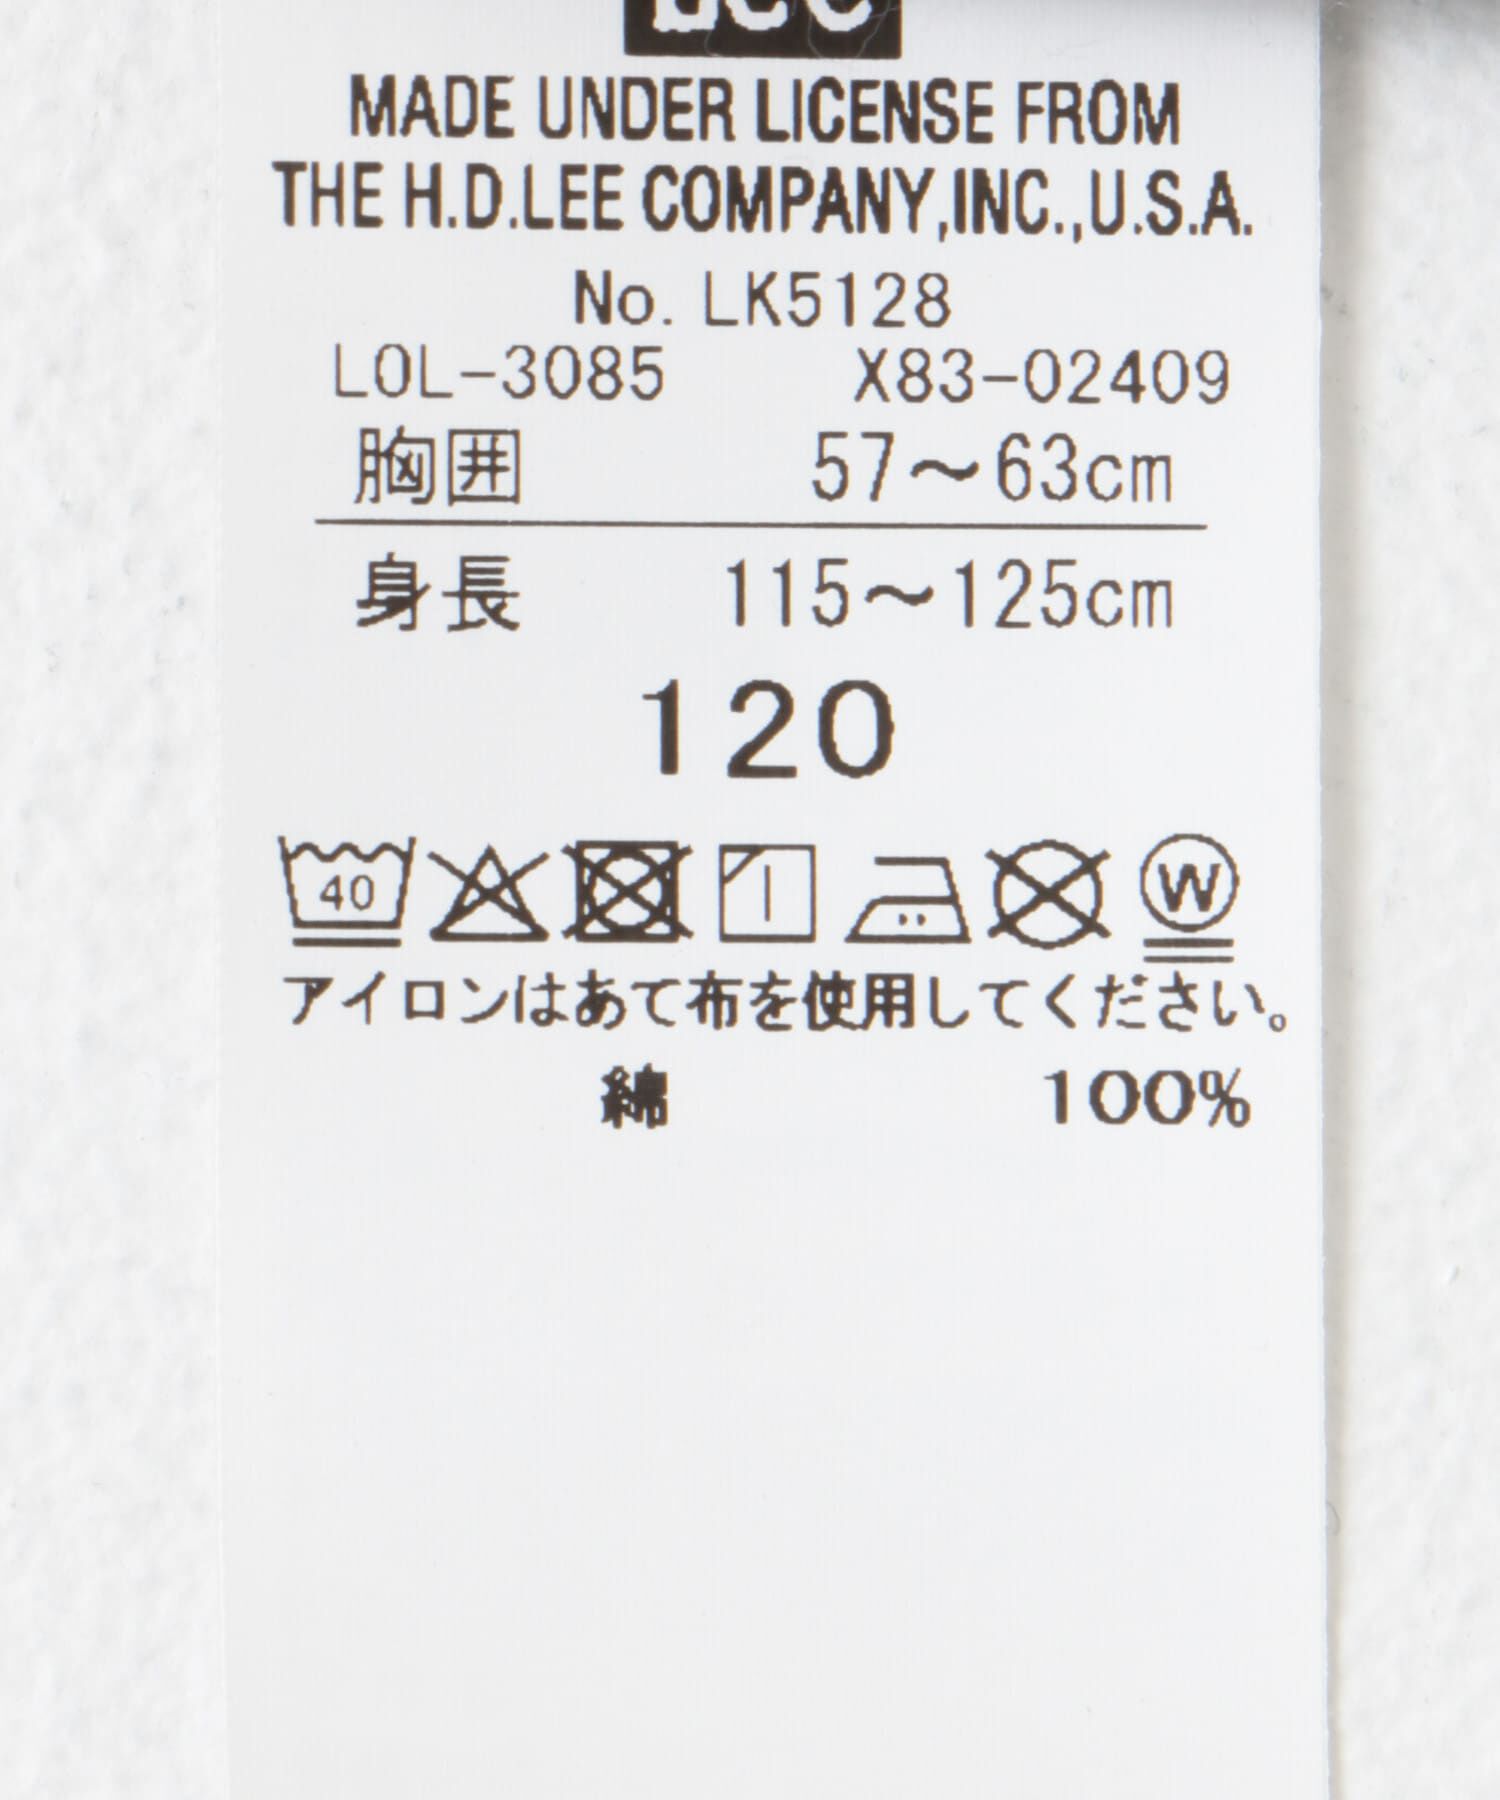 Lee
MADE UNDER LICENSE FROM
THE H.D.LEE COMPANY,INC.,U.S.A.
No. LK5128
LOL-3085 X83-02409
胸囲 57～63cm
身長 115～125cm
120
40 W
アイロンはあて布を使用してください。
綿 100%